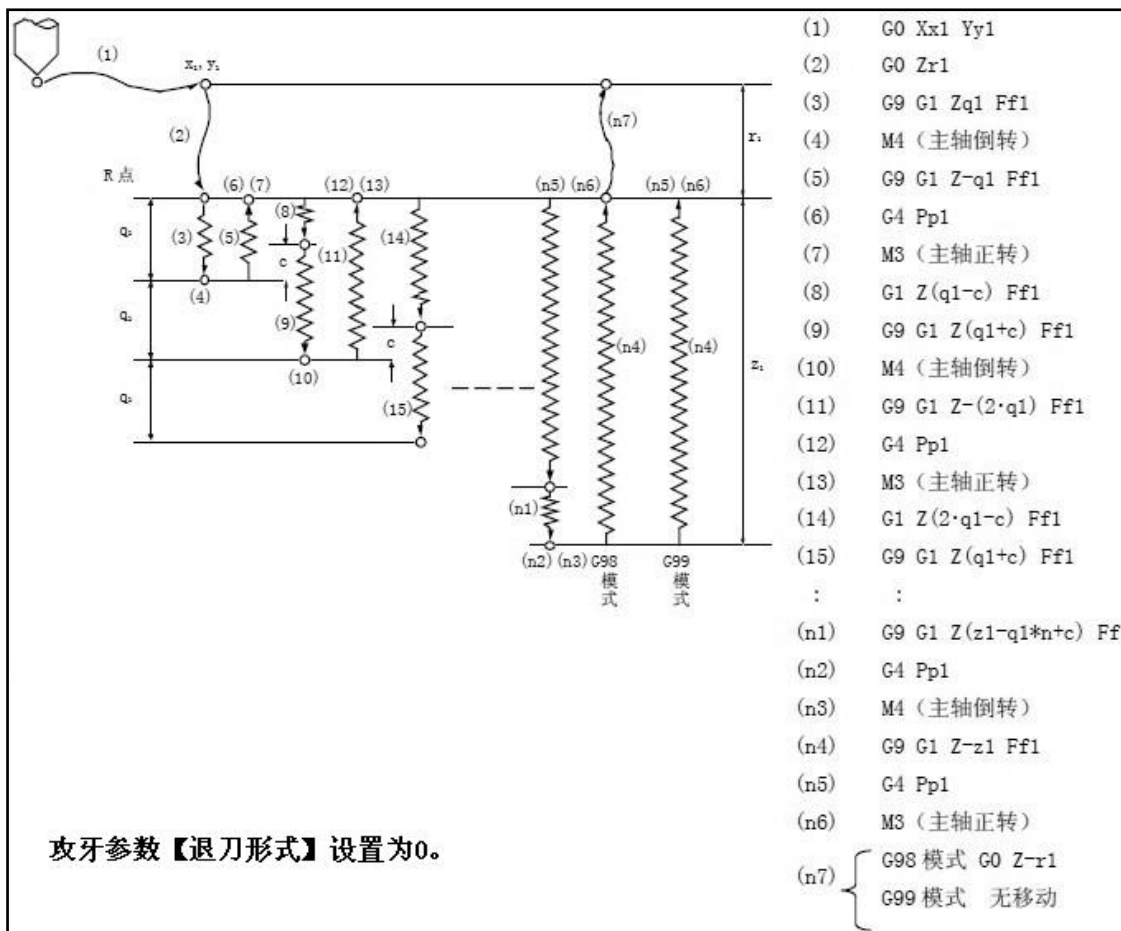 (1)
x₁, y₁
(2)
(n7)
r₁
R 点
(6) (7)
(12) (13)
(n5) (n6)
(n5) (n6)
(8)
(3)
(5)
(11)
(14)
c
(4)
(9)
(n4)
(n4)
z₁
c
(10)
(15)
(n1)
(n2) (n3)
G98
模
式
G99
模
式
(1) G0 Xx1 Yy1
(2) G0 Zr1
(3) G9 G1 Zq1 Ff1
(4) M4（主轴倒转）
(5) G9 G1 Z-q1 Ff1
(6) G4 Pp1
(7) M3（主轴正转）
(8) G1 Z(q1-c) Ff1
(9) G9 G1 Z(q1+c) Ff1
(10) M4（主轴倒转）
(11) G9 G1 Z-(2·q1) Ff1
(12) G4 Pp1
(13) M3（主轴正转）
(14) G1 Z(2·q1-c) Ff1
(15) G9 G1 Z(q1+c) Ff1
: :
(n1) G9 G1 Z(z1-q1*n+c) Ff
(n2) G4 Pp1
(n3) M4（主轴倒转）
(n4) G9 G1 Z-z1 Ff1
(n5) G4 Pp1
(n6) M3（主轴正转）
(n7) G98 模式 G0 Z-r1
G99 模式 无移动
攻牙参数【退刀形式】设置为0。